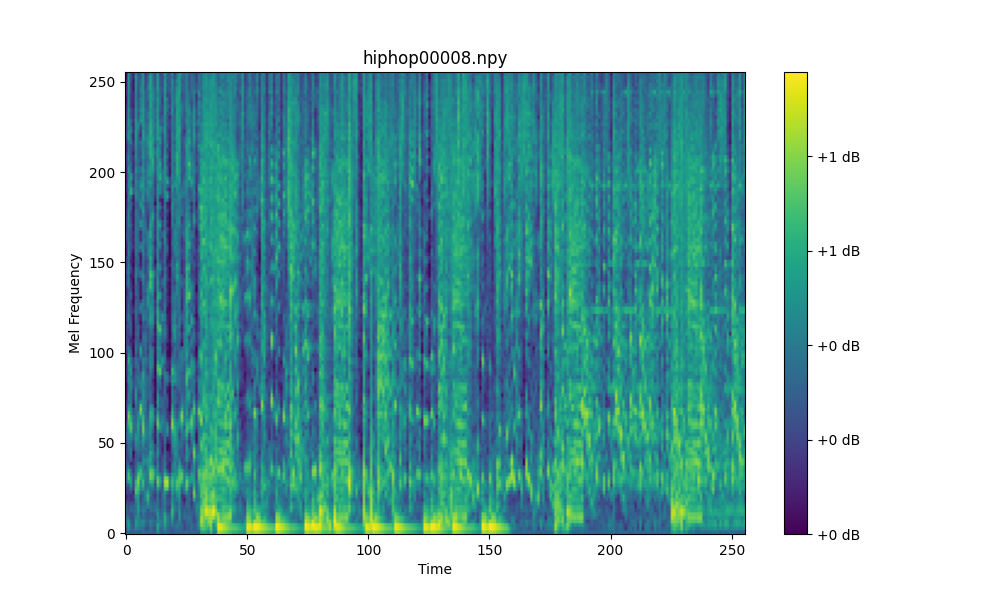 hiphop00008.npy
250
200
150
100
50
0
Mel Frequency
0 50 100 150 200 250
Time
+1 dB
+1 dB
+0 dB
+0 dB
+0 dB